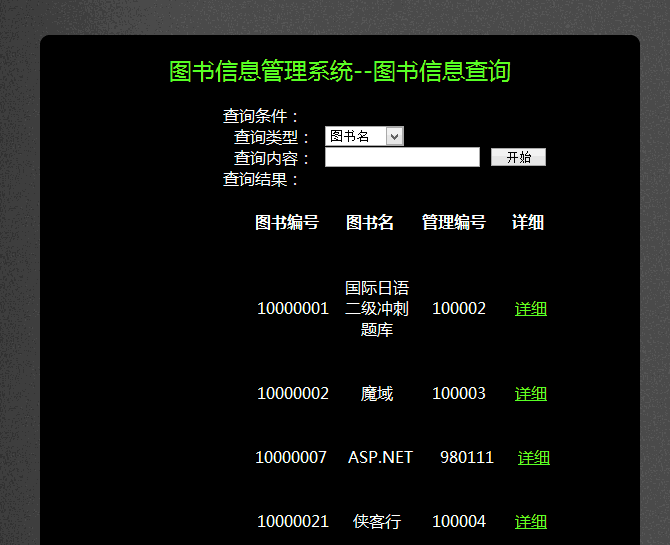 图书信息管理系统--图书信息查询
查询条件：
查询类型： 图书名
查询内容： 开始
查询结果：
图书编号 图书名 管理编号 详细
国际日语
10000001 二级冲刺 100002 详细
题库
10000002 魔域 100003 详细
10000007 ASP.NET 980111 详细
10000021 侠客行 100004 详细